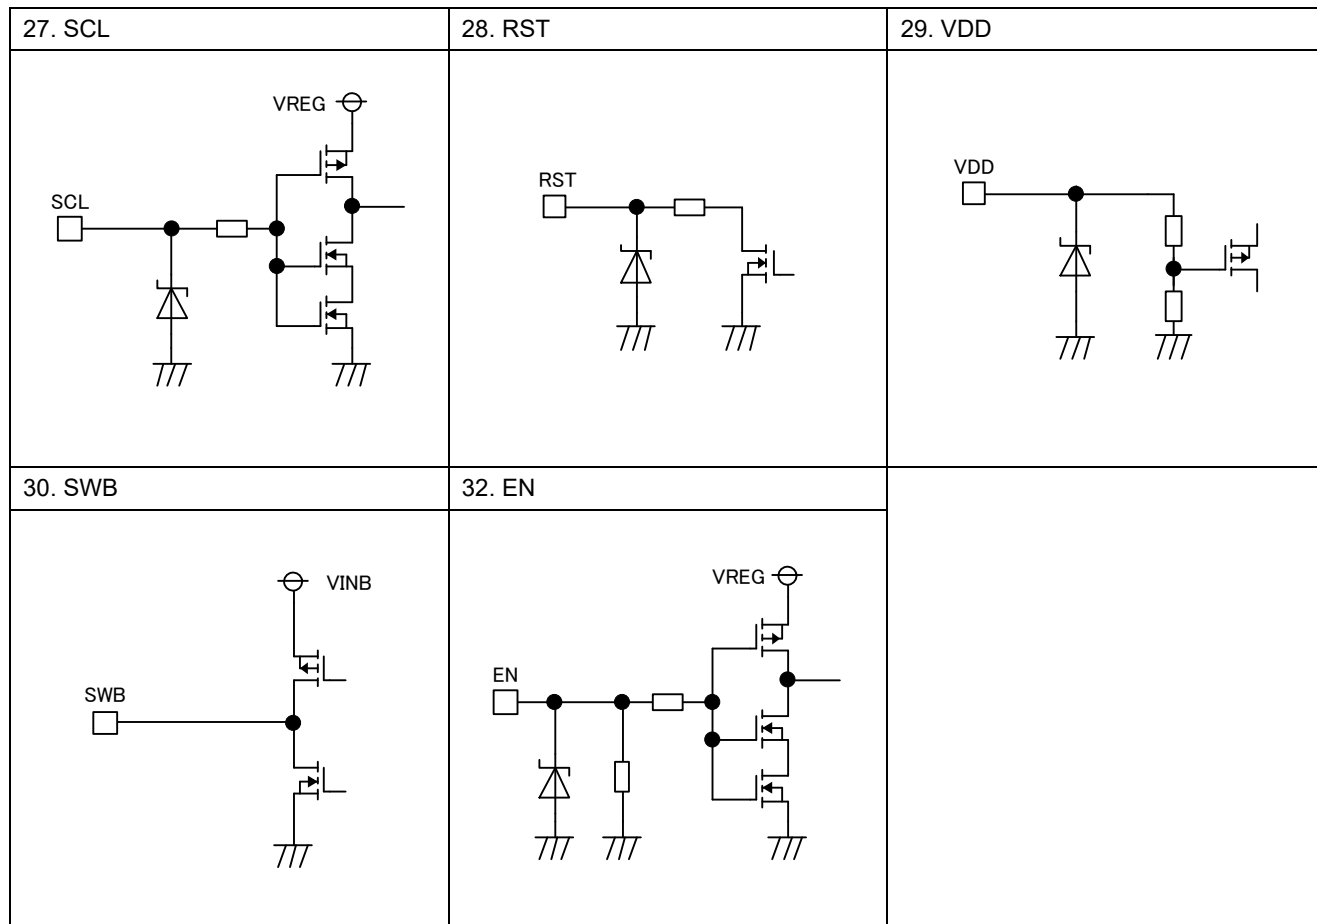 27. SCL
28. RST
29. VDD
VREG
SCL
RST
VDD
30. SWB
32. EN
VINB
SWB
VREG
EN